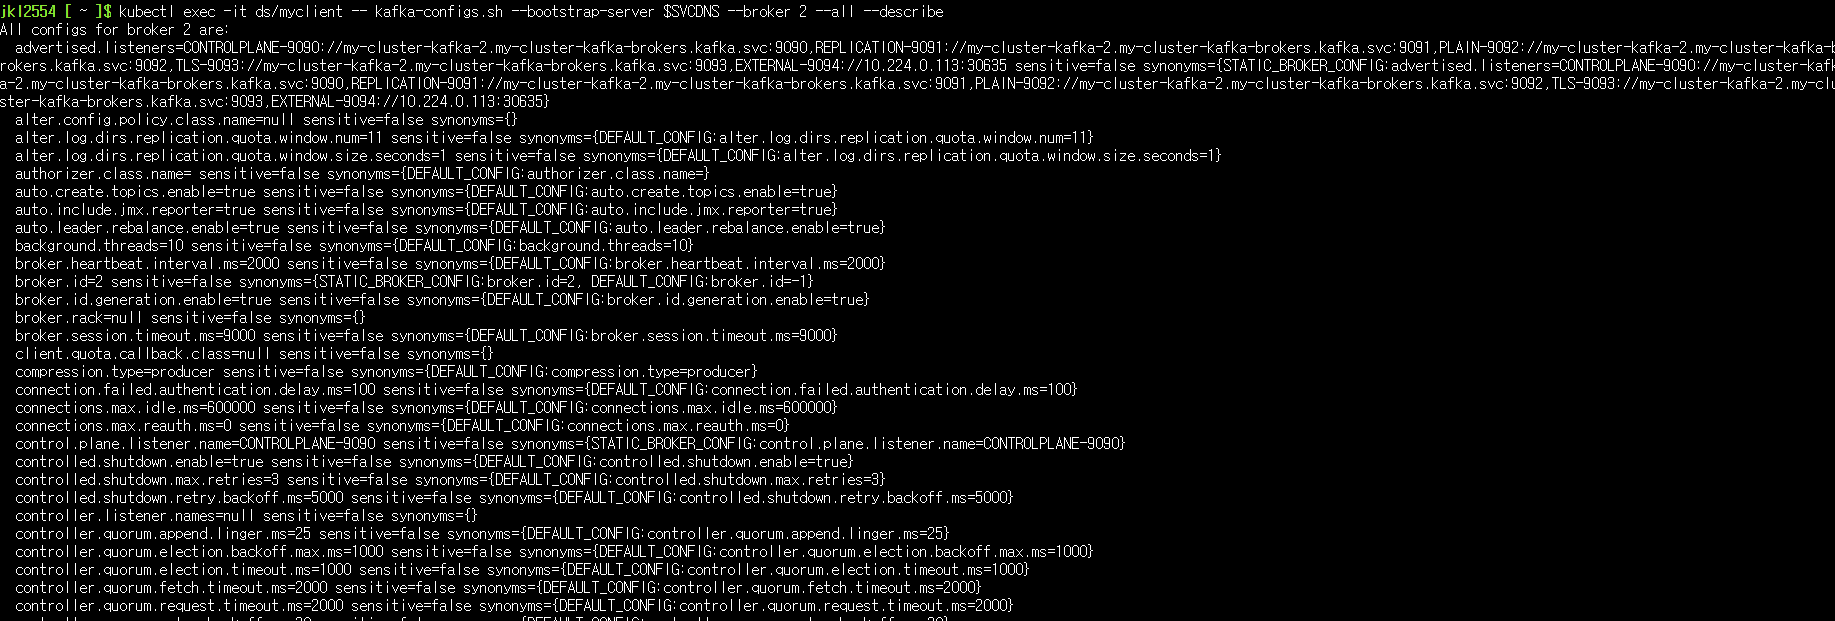 jkl2554 [ ~ ]$ kubectl exec -it ds/myclient -- kafka-configs.sh --bootstrap-server $SVCDNS --broker 2 --all --describe
All configs for broker 2 are:
advertised.listeners=CONTROLPLANE-9090://my-cluster-kafka-2.my-cluster-kafka-brokers.kafka.svc:9090,REPLICATION-9091://my-cluster-kafka-2.my-cluster-kafka-brokers.kafka.svc:9091,PLAIN-9092://my-cluster-kafka-2.my-cluster-kafka-b
rokers.kafka.svc:9092,TLS-9093://my-cluster-kafka-2.my-cluster-kafka-brokers.kafka.svc:9093,EXTERNAL-9094://10.224.0.113:30635 sensitive=false synonyms={STATIC_BROKER_CONFIG:advertised.listeners=CONTROLPLANE-9090://my-cluster-kafk
a-2.my-cluster-kafka-brokers.kafka.svc:9090,REPLICATION-9091://my-cluster-kafka-2.my-cluster-kafka-brokers.kafka.svc:9091,PLAIN-9092://my-cluster-kafka-2.my-cluster-kafka-brokers.kafka.svc:9092,TLS-9093://my-cluster-kafka-2.my-clu
ster-kafka-brokers.kafka.svc:9093,EXTERNAL-9094://10.224.0.113:30635}
alter.config.policy.class.name=null sensitive=false synonyms={}
alter.log.dirs.replication.quota.window.num=11 sensitive=false synonyms={DEFAULT_CONFIG:alter.log.dirs.replication.quota.window.num=11}
alter.log.dirs.replication.quota.window.size.seconds=1 sensitive=false synonyms={DEFAULT_CONFIG:alter.log.dirs.replication.quota.window.size.seconds=1}
authorizer.class.name= sensitive=false synonyms={DEFAULT_CONFIG:authorizer.class.name=}
auto.create.topics.enable=true sensitive=false synonyms={DEFAULT_CONFIG:auto.create.topics.enable=true}
auto.include.jmx.reporter=true sensitive=false synonyms={DEFAULT_CONFIG:auto.include.jmx.reporter=true}
auto.leader.rebalance.enable=true sensitive=false synonyms={DEFAULT_CONFIG:auto.leader.rebalance.enable=true}
background.threads=10 sensitive=false synonyms={DEFAULT_CONFIG:background.threads=10}
broker.heartbeat.interval.ms=2000 sensitive=false synonyms={DEFAULT_CONFIG:broker.heartbeat.interval.ms=2000}
broker.id=2 sensitive=false synonyms={STATIC_BROKER_CONFIG:broker.id=2, DEFAULT_CONFIG:broker.id=-1}
broker.id.generation.enable=true sensitive=false synonyms={DEFAULT_CONFIG:broker.id.generation.enable=true}
broker.rack=null sensitive=false synonyms={}
broker.session.timeout.ms=9000 sensitive=false synonyms={DEFAULT_CONFIG:broker.session.timeout.ms=9000}
client.quota.callback.class=null sensitive=false synonyms={}
compression.type=producer sensitive=false synonyms={DEFAULT_CONFIG:compression.type=producer}
connection.failed.authentication.delay.ms=100 sensitive=false synonyms={DEFAULT_CONFIG:connection.failed.authentication.delay.ms=100}
connections.max.idle.ms=600000 sensitive=false synonyms={DEFAULT_CONFIG:connections.max.idle.ms=600000}
connections.max.reauth.ms=0 sensitive=false synonyms={DEFAULT_CONFIG:connections.max.reauth.ms=0}
control.plane.listener.name=CONTROLPLANE-9090 sensitive=false synonyms={STATIC_BROKER_CONFIG:control.plane.listener.name=CONTROLPLANE-9090}
controlled.shutdown.enable=true sensitive=false synonyms={DEFAULT_CONFIG:controlled.shutdown.enable=true}
controlled.shutdown.max.retries=3 sensitive=false synonyms={DEFAULT_CONFIG:controlled.shutdown.max.retries=3}
controlled.shutdown.retry.backoff.ms=5000 sensitive=false synonyms={DEFAULT_CONFIG:controlled.shutdown.retry.backoff.ms=5000}
controller.listener.names=null sensitive=false synonyms={}
controller.quorum.append.linger.ms=25 sensitive=false synonyms={DEFAULT_CONFIG:controller.quorum.append.linger.ms=25}
controller.quorum.election.backoff.max.ms=1000 sensitive=false synonyms={DEFAULT_CONFIG:controller.quorum.election.backoff.max.ms=1000}
controller.quorum.election.timeout.ms=1000 sensitive=false synonyms={DEFAULT_CONFIG:controller.quorum.election.timeout.ms=1000}
controller.quorum.fetch.timeout.ms=2000 sensitive=false synonyms={DEFAULT_CONFIG:controller.quorum.fetch.timeout.ms=2000}
controller.quorum.request.timeout.ms=2000 sensitive=false synonyms={DEFAULT_CONFIG:controller.quorum.request.timeout.ms=2000}